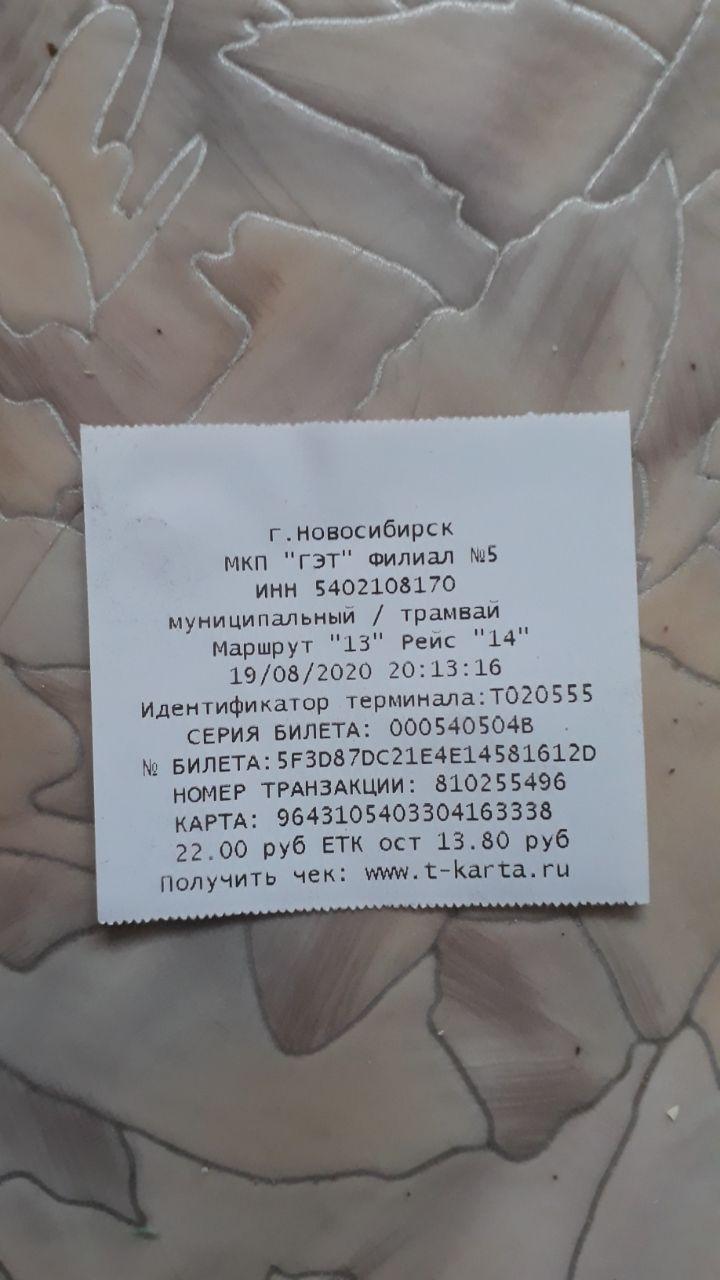 г.Новосибирск
МКП "ГЭТ" Филиал №5
ИНН 5402108170
муниципальный / трамвай
Маршрут "13" Рейс "14"
19/08/2020 20:13:16
Идентификатор терминала:T020555
СЕРИЯ БИЛЕТА: 000540504B
№ БИЛЕТА:5F3D87DC21E4E14581612D
НОМЕР ТРАНЗАКЦИИ: 810255496
КАРТА: 9643105403304163338
22.00 руб ЕТК ост 13.80 руб
Получить чек: www.t-karta.ru